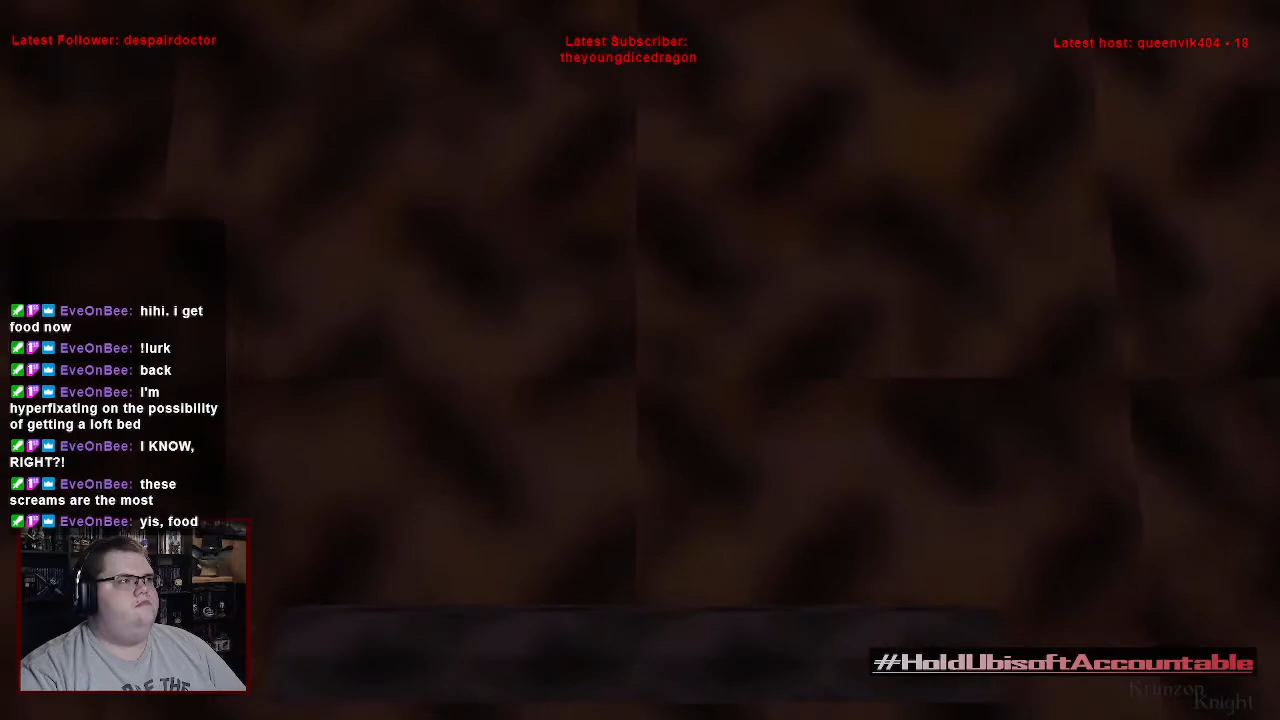 Latest Follower: despairdoctor
Latest Subscriber:
theyoungdicedragon
Latest host: queenvik404 • 18
EveOnBee: hihi. i get
food now
EveOnBee: !lurk
EveOnBee: back
EveOnBee: I'm
hyperfixating on the possibility
of getting a loft bed
EveOnBee: I KNOW,
RIGHT?!
EveOnBee: these
screams are the most
EveOnBee: yis, food
#HoldUbisoftAccountable
Krimzon
Knight